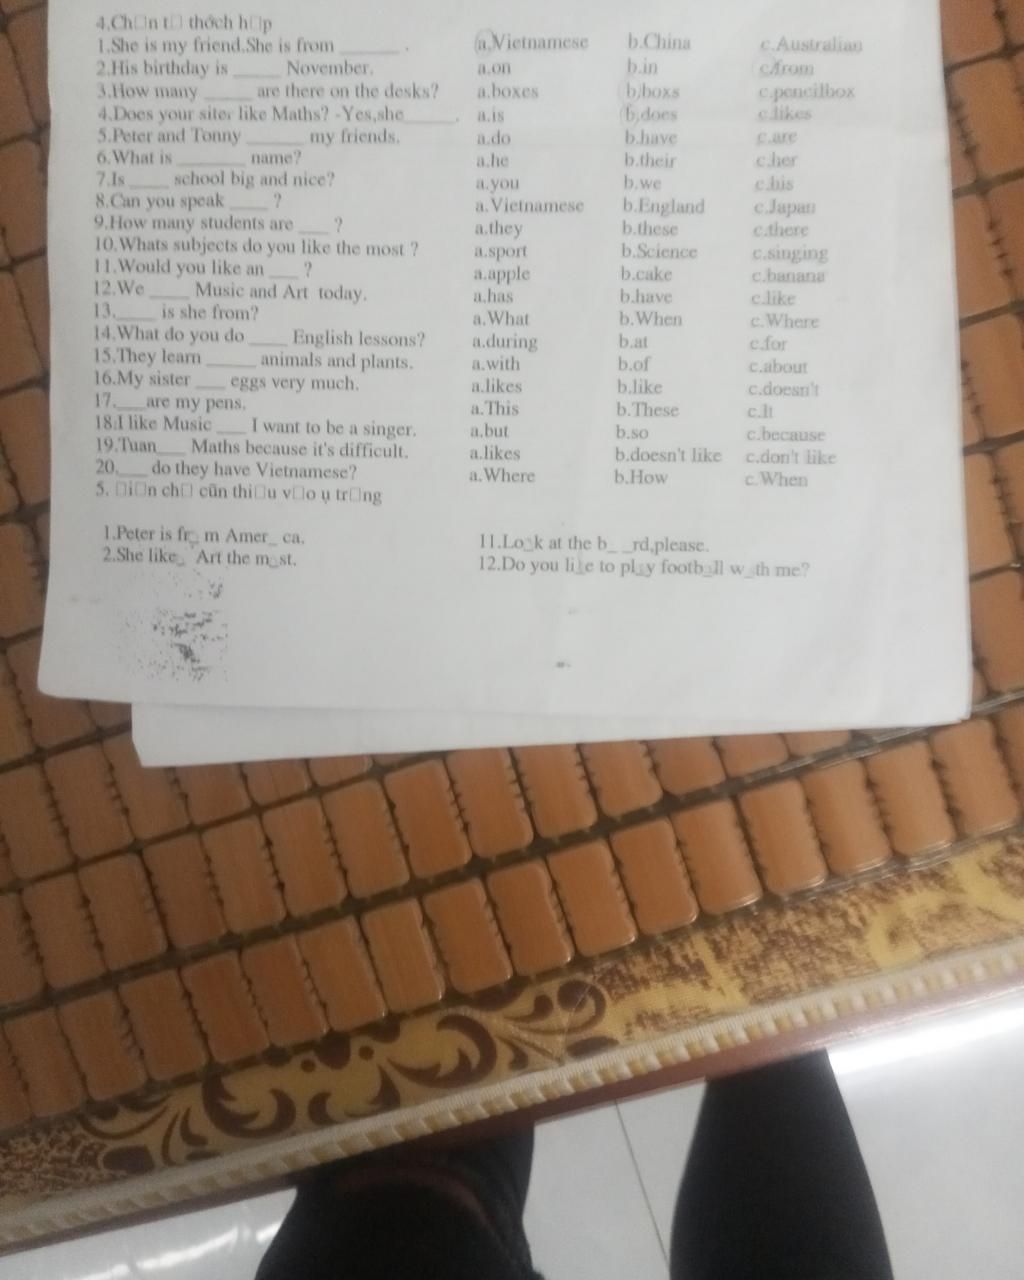 4.Ch□n t□ thóch h□p
1.She is my friend.She is from _______ . a.Vietnamese b.China c.Australian
2.His birthday is _____ November. a.on b.in c.from
3.How many _____ are there on the desks? a.boxes b.boxs c.pencilbox
4.Does your siter like Maths? -Yes,she______. a.is b.does c.likes
5.Peter and Tonny ______ my friends. a.do b.have c.are
6.What is _______ name? a.he b.their c.her
7.Is ____ school big and nice? a.you b.we c.his
8.Can you speak ____ ? a.Vietnamese b.England c.Japan
9.How many students are ___ ? a.they b.these c.there
10.Whats subjects do you like the most ? a.sport b.Science c.singing
11.Would you like an ___ ? a.apple b.cake c.banana
12.We ____ Music and Art today. a.has b.have c.like
13.____ is she from? a.What b.When c.Where
14.What do you do ____ English lessons? a.during b.at c.for
15.They learn _____ animals and plants. a.with b.of c.about
16.My sister ___ eggs very much. a.likes b.like c.doesn't
17.___are my pens. a.This b.These c.It
18.I like Music ___ I want to be a singer. a.but b.so c.because
19.Tuan___ Maths because it's difficult. a.likes b.doesn't like c.don't like
20.___ do they have Vietnamese? a.Where b.How c.When
5. □i□n ch□ cũn thi□u v□o ụ tr□ng
1.Peter is fr_ m Amer_ ca.
2.She like_ Art the m_st.
11.Lo_k at the b_ _rd,please.
12.Do you li_e to pl_y footb_ll w_th me?